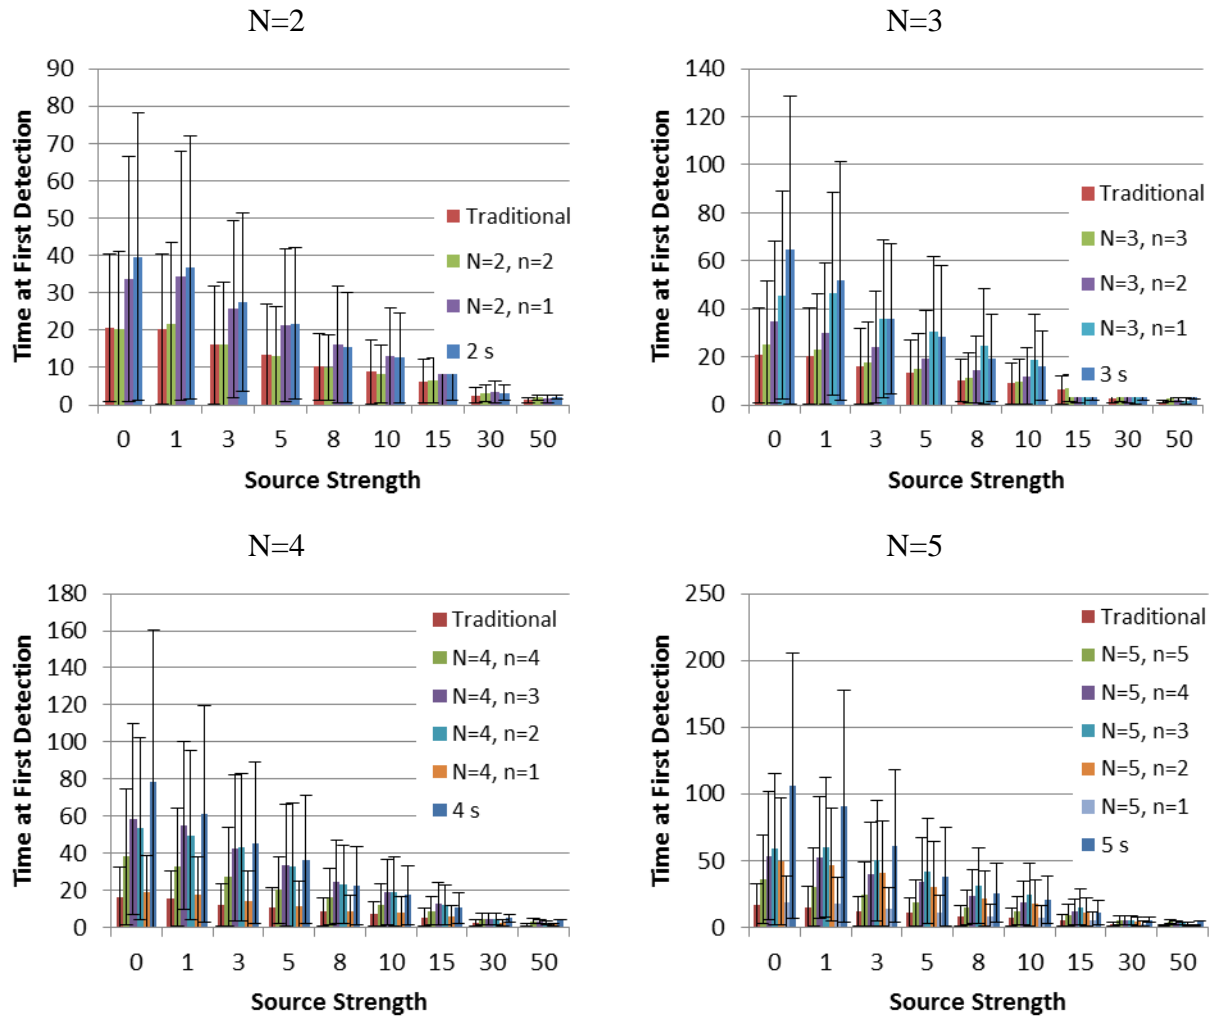 N=2
Time at First Detection
90
80
70
60
50
40
30
20
10
0
0 1 3 5 8 10 15 30 50
Source Strength
Traditional
N=2, n=2
N=2, n=1
2 s
N=3
Time at First Detection
140
120
100
80
60
40
20
0
0 1 3 5 8 10 15 30 50
Source Strength
Traditional
N=3, n=3
N=3, n=2
N=3, n=1
3 s
N=4
Time at First Detection
180
160
140
120
100
80
60
40
20
0
0 1 3 5 8 10 15 30 50
Source Strength
Traditional
N=4, n=4
N=4, n=3
N=4, n=2
N=4, n=1
4 s
N=5
Time at First Detection
250
200
150
100
50
0
0 1 3 5 8 10 15 30 50
Source Strength
Traditional
N=5, n=5
N=5, n=4
N=5, n=3
N=5, n=2
N=5, n=1
5 s